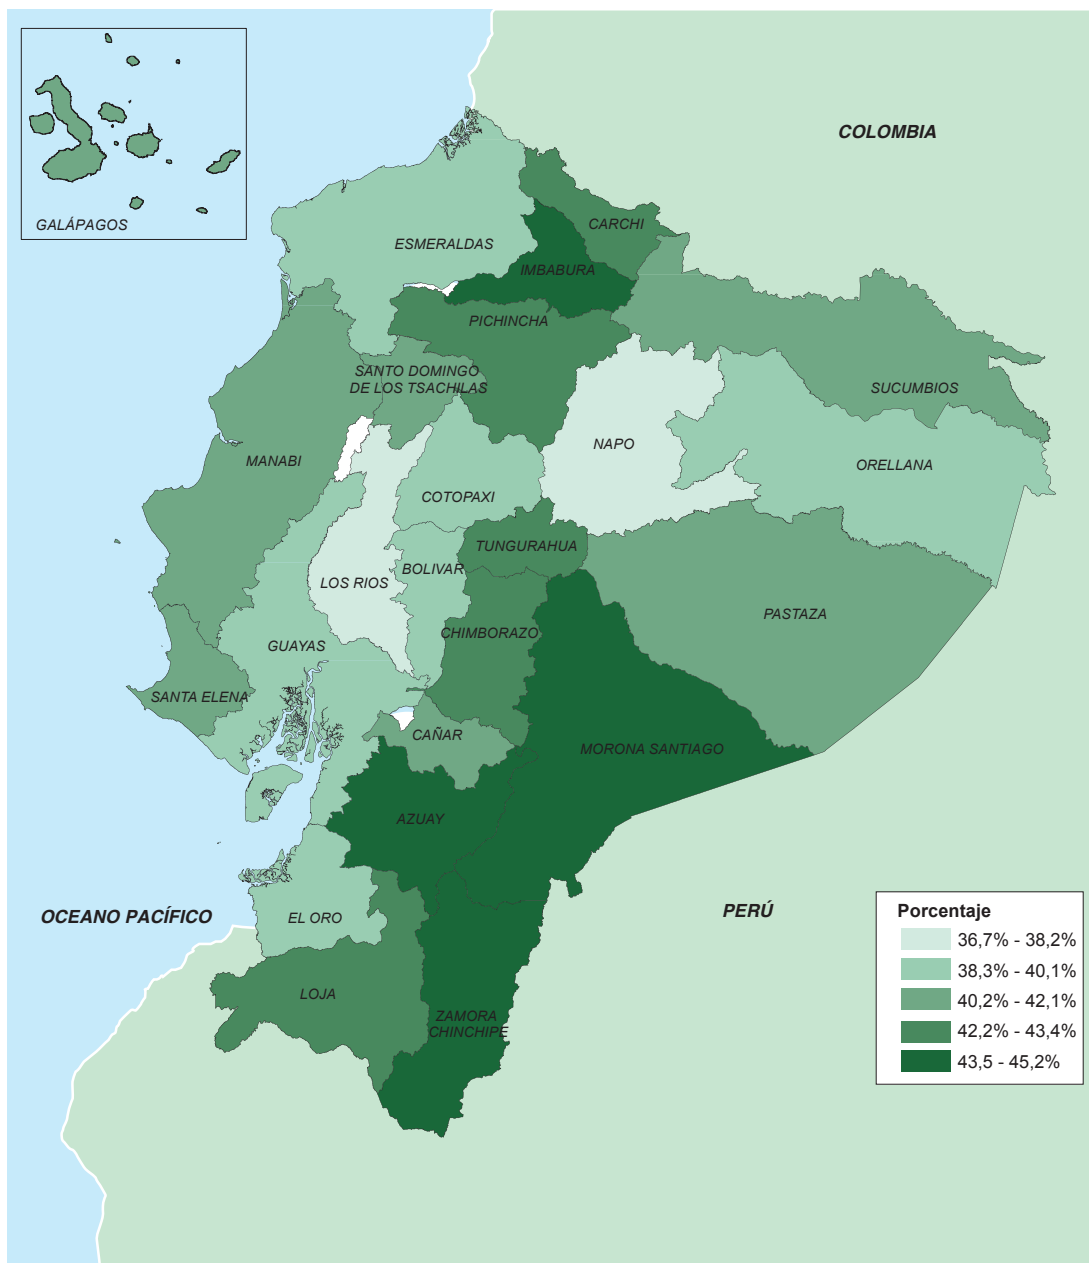 COLOMBIA
GALÁPAGOS
CARCHI
ESMERALDAS
IMBABURA
PICHINCHA
SANTO DOMINGO
DE LOS TSACHILAS
SUCUMBIOS
NAPO
MANABI
ORELLANA
COTOPAXI
TUNGURAHUA
BOLIVAR
LOS RIOS
PASTAZA
CHIMBORAZO
GUAYAS
SANTA ELENA
CAÑAR
MORONA SANTIAGO
AZUAY
OCEANO PACÍFICO
EL ORO
PERÚ
LOJA
ZAMORA
CHINCHIPE
Porcentaje
36,7% - 38,2%
38,3% - 40,1%
40,2% - 42,1%
42,2% - 43,4%
43,5 - 45,2%